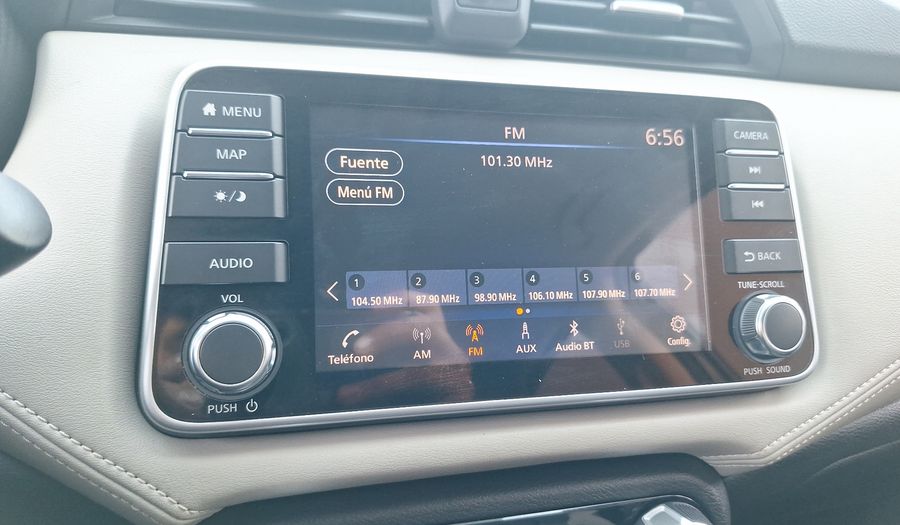 MENU
MAP
AUDIO
VOL
PUSH
FM
6:56
Fuente
101.30 MHz
Menú FM
1 2 3 4 5 6
104.50 MHz 87.90 MHz 98.90 MHz 106.10 MHz 107.90 MHz 107.70 MHz
Teléfono AM FM AUX Audio BT USB Config.
CAMERA
BACK
TUNE-SCROLL
PUSH SOUND